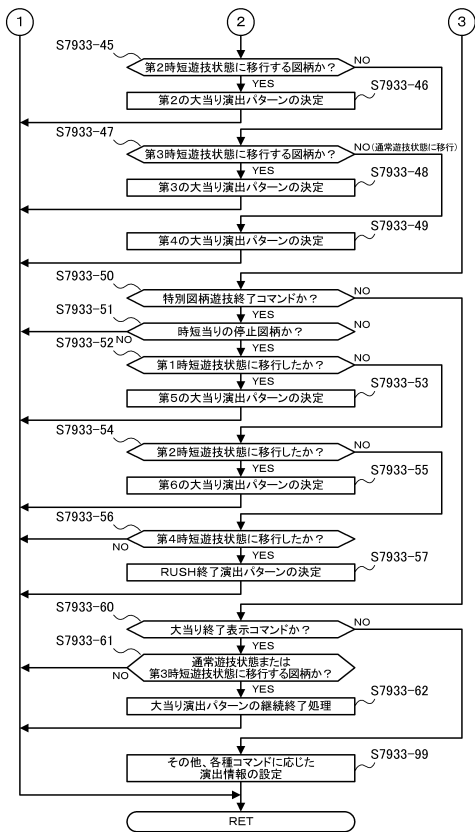 1
2
3
S7933-45
第2時短遊技状態に移行する図柄か？
NO
YES
S7933-46
第2の大当り演出パターンの決定
S7933-47
第3時短遊技状態に移行する図柄か？
NO(通常遊技状態に移行)
YES
S7933-48
第3の大当り演出パターンの決定
S7933-49
第4の大当り演出パターンの決定
S7933-50
特別図柄遊技終了コマンドか？
NO
YES
S7933-51
時短当りの停止図柄か？
NO
NO
YES
S7933-52
第1時短遊技状態に移行したか？
NO
YES
S7933-53
第5の大当り演出パターンの決定
S7933-54
第2時短遊技状態に移行したか？
NO
YES
S7933-55
第6の大当り演出パターンの決定
S7933-56
第4時短遊技状態に移行したか？
NO
YES
S7933-57
RUSH終了演出パターンの決定
S7933-60
大当り終了表示コマンドか？
NO
YES
S7933-61
通常遊技状態または
第3時短遊技状態に移行する図柄か？
NO
YES
S7933-62
大当り演出パターンの継続終了処理
S7933-99
その他、各種コマンドに応じた
演出情報の設定
RET